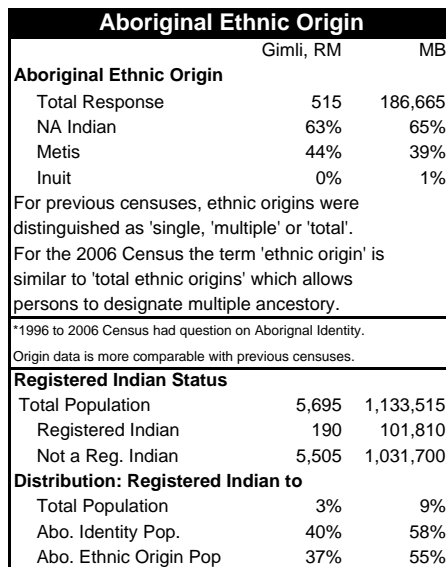 Aboriginal Ethnic Origin
Gimli, RM MB
Aboriginal Ethnic Origin
Total Response 515 186,665
NA Indian 63% 65%
Metis 44% 39%
Inuit 0% 1%
For previous censuses, ethnic origins were
distinguished as 'single, 'multiple' or 'total'.
For the 2006 Census the term 'ethnic origin' is
similar to 'total ethnic origins' which allows
persons to designate multiple ancestory.
*1996 to 2006 Census had question on Aborignal Identity.
Origin data is more comparable with previous censuses.
Registered Indian Status
Total Population 5,695 1,133,515
Registered Indian 190 101,810
Not a Reg. Indian 5,505 1,031,700
Distribution: Registered Indian to
Total Population 3% 9%
Abo. Identity Pop. 40% 58%
Abo. Ethnic Origin Pop 37% 55%